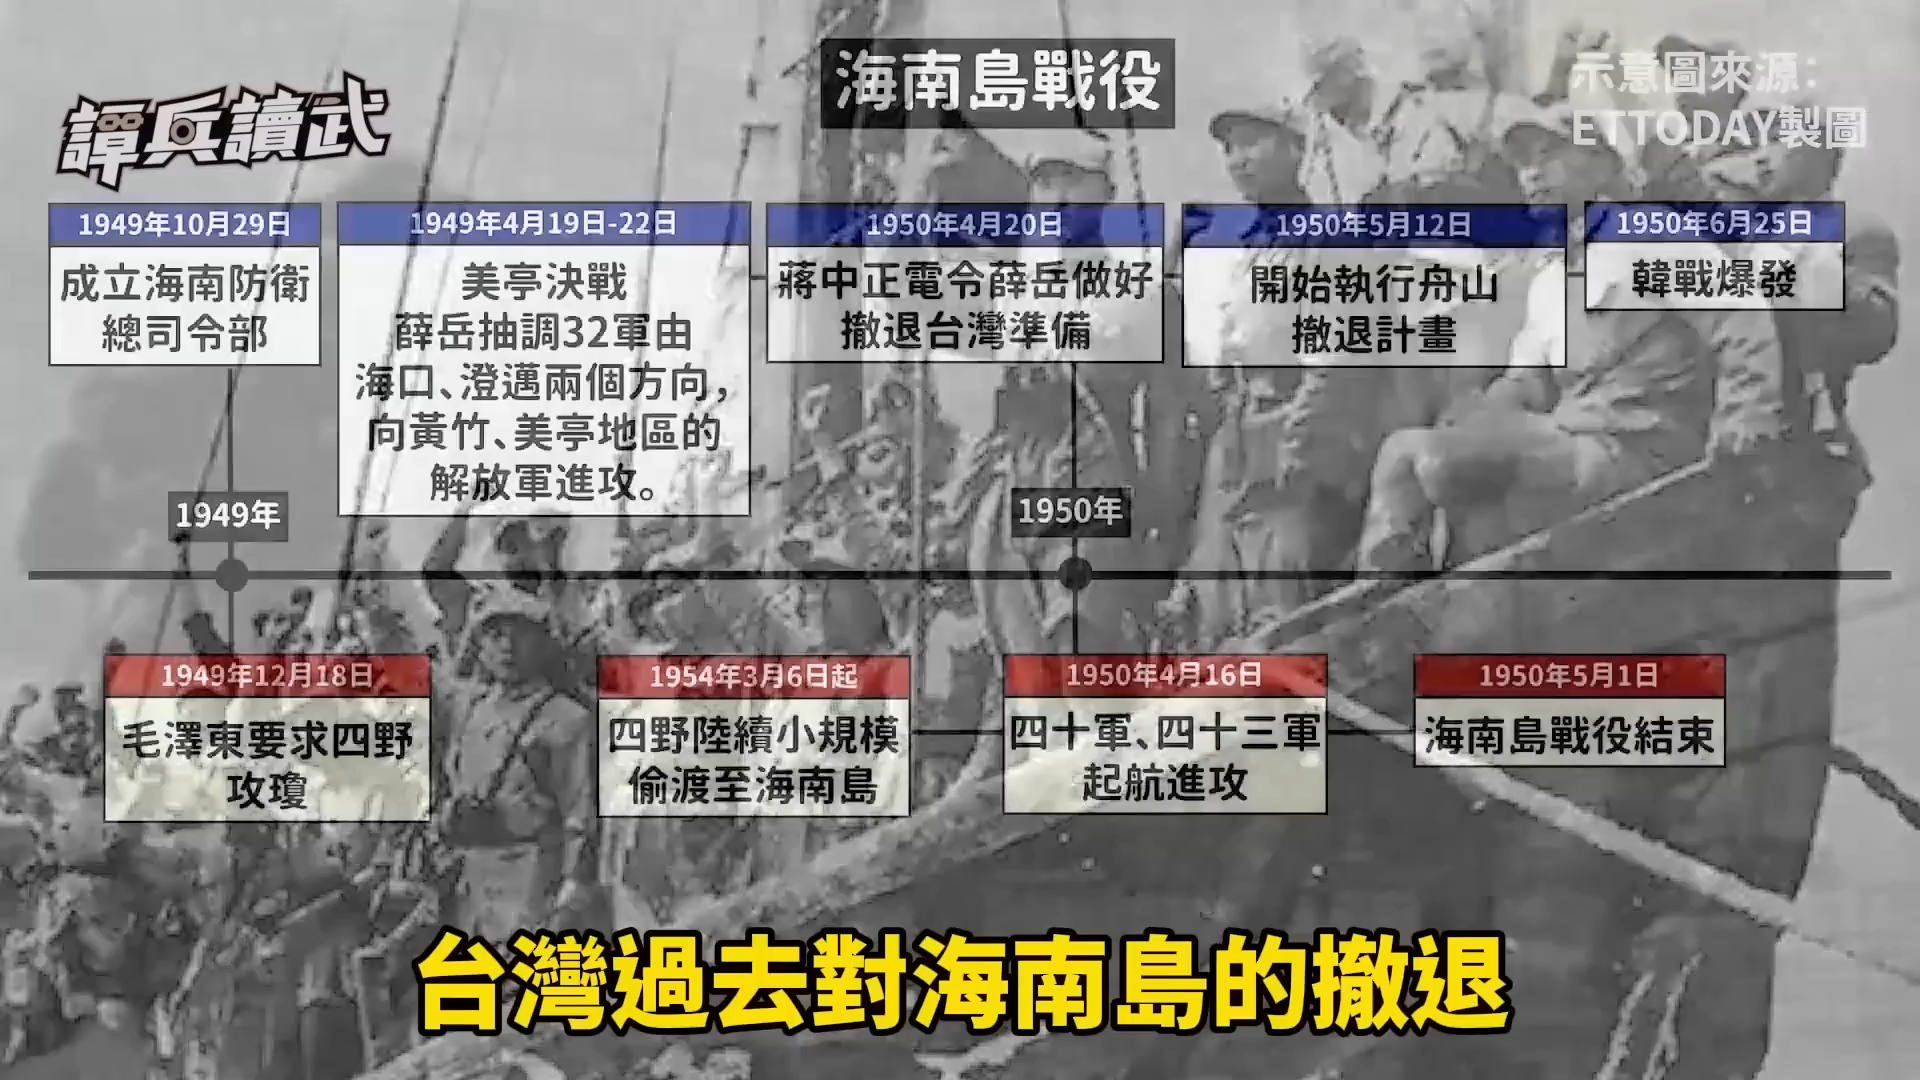 海南島戰役
示意圖來源：
ETTODAY製圖
譚兵讀武
1949年10月29日
成立海南防衛
總司令部
1949年4月19日-22日
美亭決戰
薛岳抽調32軍由
海口、澄邁兩個方向，
向黃竹、美亭地區的
解放軍進攻。
1950年4月20日
蔣中正電令薛岳做好
撤退台灣準備
1950年5月12日
開始執行舟山
撤退計畫
1950年6月25日
韓戰爆發
1949年
1950年
1949年12月18日
毛澤東要求四野
攻瓊
1954年3月6日起
四野陸續小規模
偷渡至海南島
1950年4月16日
四十軍、四十三軍
起航進攻
1950年5月1日
海南島戰役結束
台灣過去對海南島的撤退